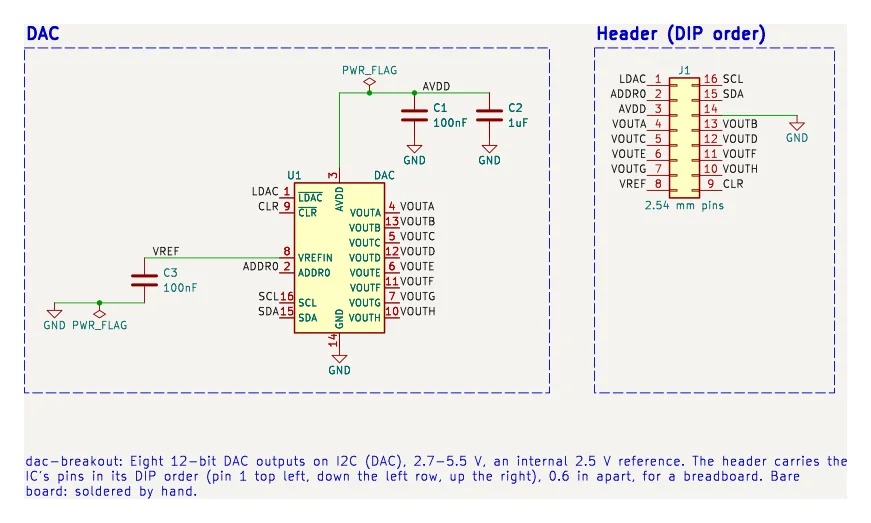 DAC
Header (DIP order)
PWR_FLAG
AVDD
C1
100nF
C2
1uF
GND
GND
U1
3
DAC
AVDD
LDAC 1 LDAC
CLR 9 CLR
4 VOUTA
VOUTA
13 VOUTB
VOUTB
5 VOUTC
VOUTC
12 VOUTD
VOUTD
6 VOUTE
VOUTE
11 VOUTF
VOUTF
7 VOUTG
VOUTG
10 VOUTH
VOUTH
VREF
8 VREFIN
ADDR0 2 ADDR0
C3
100nF
GND PWR_FLAG
SCL 16 SCL
SDA 15 SDA
GND
14
GND
J1
LDAC 1 16 SCL
ADDR0 2 15 SDA
AVDD 3 14
VOUTA 4 13 VOUTB
VOUTC 5 12 VOUTD
VOUTE 6 11 VOUTF
VOUTG 7 10 VOUTH
VREF 8 9 CLR
GND
2.54 mm pins
dac-breakout: Eight 12-bit DAC outputs on I2C (DAC), 2.7-5.5 V, an internal 2.5 V reference. The header carries the
IC's pins in its DIP order (pin 1 top left, down the left row, up the right), 0.6 in apart, for a breadboard. Bare
board: soldered by hand.